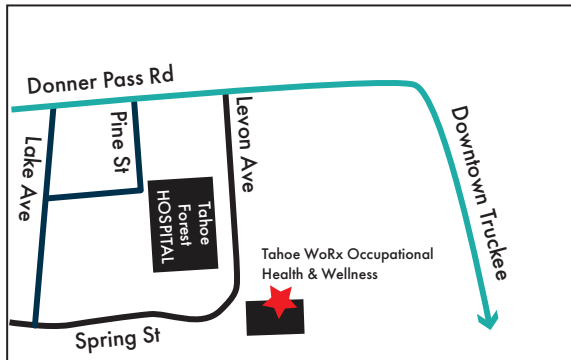 Donner Pass Rd
Lake Ave
Pine St
Levon Ave
Tahoe
Forest
HOSPITAL
Downtown Truckee
Tahoe WoRx Occupational
Health & Wellness
Spring St